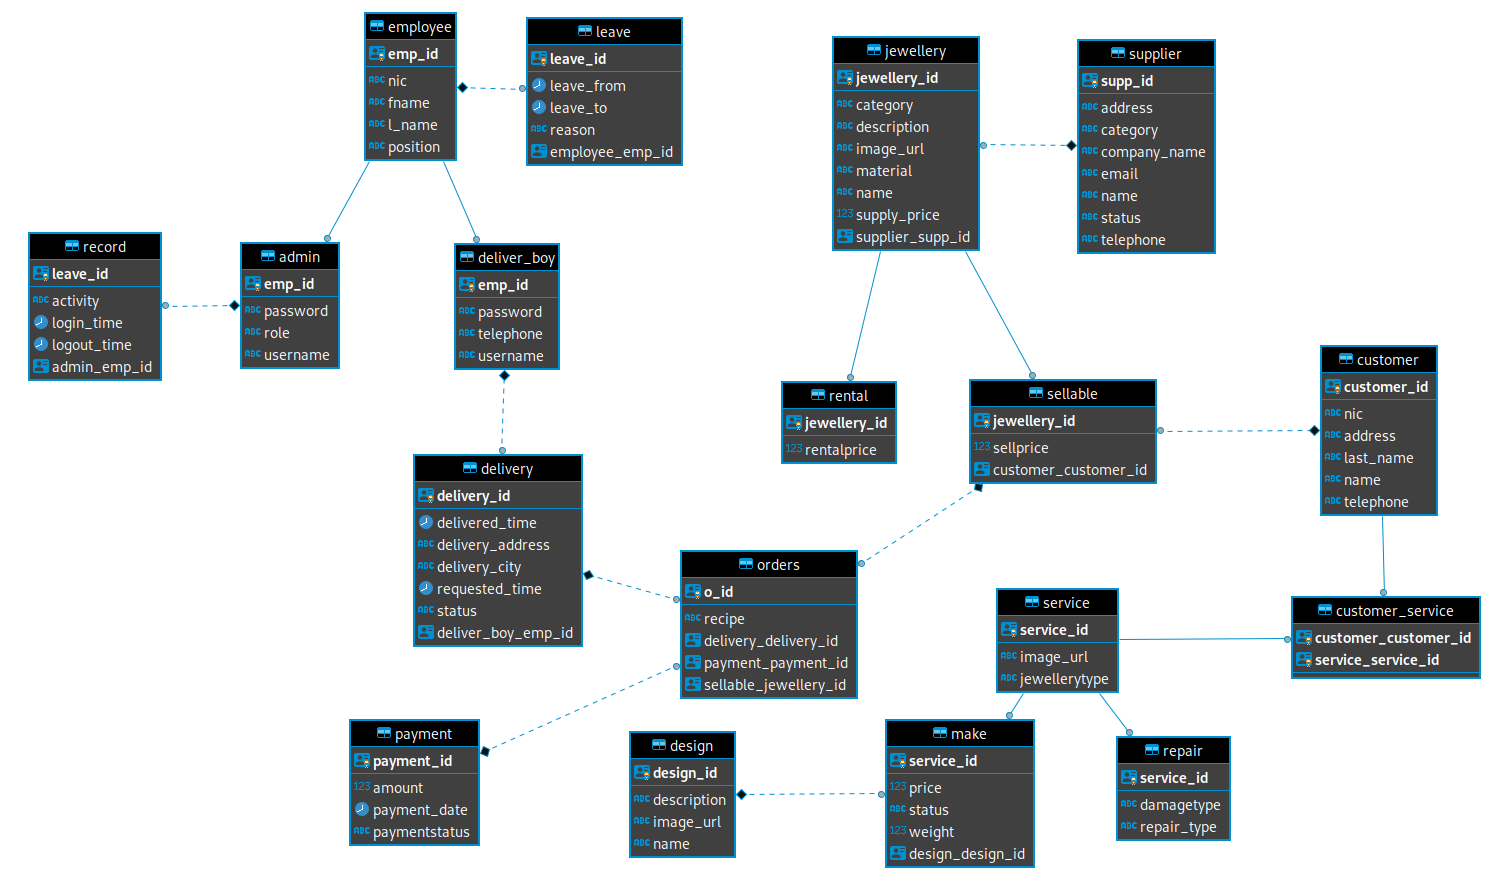 employee
emp_id
ABC nic
ABC fname
ABC l_name
ABC position
leave
leave_id
leave_from
leave_to
ABC reason
employee_emp_id
jewellery
jewellery_id
ABC category
ABC description
ABC image_url
ABC material
ABC name
123 supply_price
supplier_supp_id
supplier
supp_id
ABC address
ABC category
ABC company_name
ABC email
ABC name
ABC status
ABC telephone
record
leave_id
ABC activity
login_time
logout_time
admin_emp_id
admin
emp_id
ABC password
ABC role
ABC username
deliver_boy
emp_id
ABC password
ABC telephone
ABC username
rental
jewellery_id
123 rentalprice
sellable
jewellery_id
123 sellprice
customer_customer_id
customer
customer_id
ABC nic
ABC address
ABC last_name
ABC name
ABC telephone
delivery
delivery_id
delivered_time
ABC delivery_address
ABC delivery_city
requested_time
ABC status
deliver_boy_emp_id
orders
o_id
ABC recipe
delivery_delivery_id
payment_payment_id
sellable_jewellery_id
service
service_id
ABC image_url
ABC jewellerytype
customer_service
customer_customer_id
service_service_id
payment
payment_id
123 amount
payment_date
ABC paymentstatus
design
design_id
ABC description
ABC image_url
ABC name
make
service_id
123 price
ABC status
123 weight
design_design_id
repair
service_id
ABC damagetype
ABC repair_type